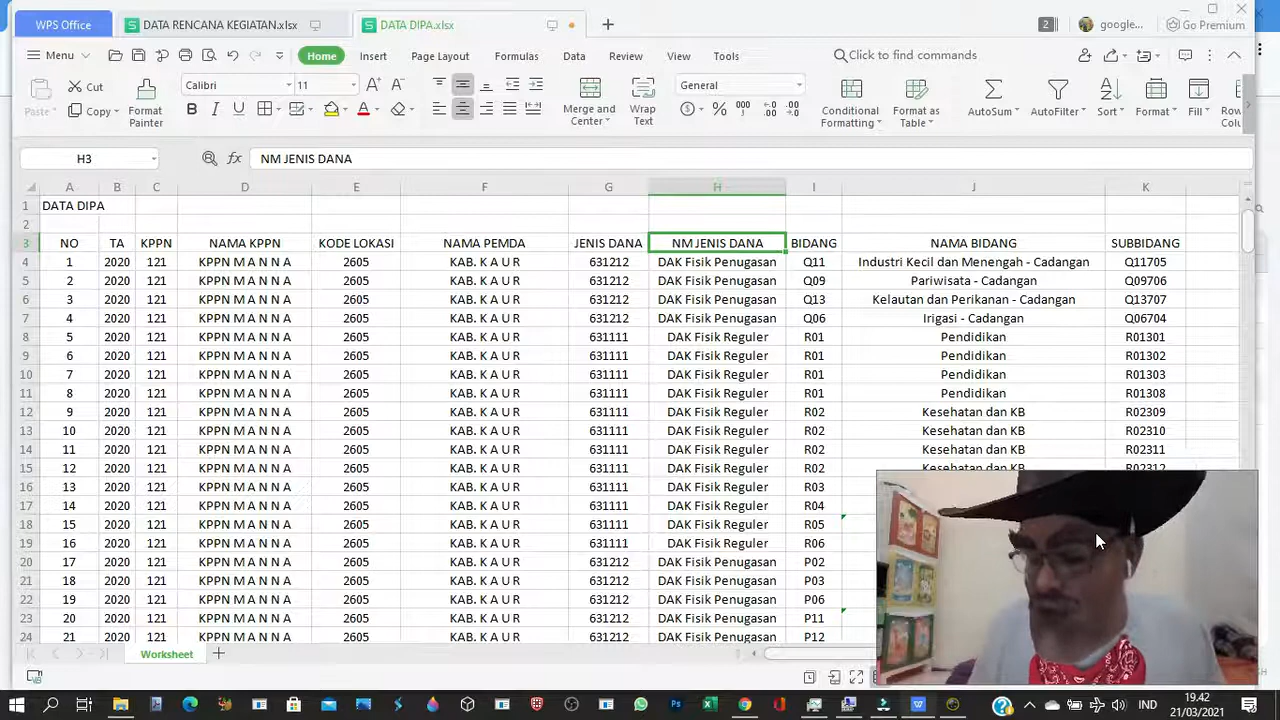 WPS Office DATA RENCANA KEGIATAN.xlsx DATA DIPA.xlsx 2 google... Go Premium
Menu Home Insert Page Layout Formulas Data Review View Tools Click to find commands
Paste Cut Copy Format Painter Calibri 11 A+ A- B I U Merge and Center Wrap Text General Conditional Formatting Format as Table AutoSum AutoFilter Sort Format Fill
H3 fx NM JENIS DANA
A B C D E F G H I J K
1 DATA DIPA
2
3 NO TA KPPN NAMA KPPN KODE LOKASI NAMA PEMDA JENIS DANA NM JENIS DANA BIDANG NAMA BIDANG SUBBIDANG
4 1 2020 121 KPPN M A N N A 2605 KAB. K A U R 631212 DAK Fisik Penugasan Q11 Industri Kecil dan Menengah - Cadangan Q11705
5 2 2020 121 KPPN M A N N A 2605 KAB. K A U R 631212 DAK Fisik Penugasan Q09 Pariwisata - Cadangan Q09706
6 3 2020 121 KPPN M A N N A 2605 KAB. K A U R 631212 DAK Fisik Penugasan Q13 Kelautan dan Perikanan - Cadangan Q13707
7 4 2020 121 KPPN M A N N A 2605 KAB. K A U R 631212 DAK Fisik Penugasan Q06 Irigasi - Cadangan Q06704
8 5 2020 121 KPPN M A N N A 2605 KAB. K A U R 631111 DAK Fisik Reguler R01 Pendidikan R01301
9 6 2020 121 KPPN M A N N A 2605 KAB. K A U R 631111 DAK Fisik Reguler R01 Pendidikan R01302
10 7 2020 121 KPPN M A N N A 2605 KAB. K A U R 631111 DAK Fisik Reguler R01 Pendidikan R01303
11 8 2020 121 KPPN M A N N A 2605 KAB. K A U R 631111 DAK Fisik Reguler R01 Pendidikan R01308
12 9 2020 121 KPPN M A N N A 2605 KAB. K A U R 631111 DAK Fisik Reguler R02 Kesehatan dan KB R02309
13 10 2020 121 KPPN M A N N A 2605 KAB. K A U R 631111 DAK Fisik Reguler R02 Kesehatan dan KB R02310
14 11 2020 121 KPPN M A N N A 2605 KAB. K A U R 631111 DAK Fisik Reguler R02 Kesehatan dan KB R02311
15 12 2020 121 KPPN M A N N A 2605 KAB. K A U R 631111 DAK Fisik Reguler R02 Kesehatan dan KB R02312
16 13 2020 121 KPPN M A N N A 2605 KAB. K A U R 631111 DAK Fisik Reguler R03
17 14 2020 121 KPPN M A N N A 2605 KAB. K A U R 631111 DAK Fisik Reguler R04
18 15 2020 121 KPPN M A N N A 2605 KAB. K A U R 631111 DAK Fisik Reguler R05
19 16 2020 121 KPPN M A N N A 2605 KAB. K A U R 631111 DAK Fisik Reguler R06
20 17 2020 121 KPPN M A N N A 2605 KAB. K A U R 631212 DAK Fisik Penugasan P02
21 18 2020 121 KPPN M A N N A 2605 KAB. K A U R 631212 DAK Fisik Penugasan P03
22 19 2020 121 KPPN M A N N A 2605 KAB. K A U R 631212 DAK Fisik Penugasan P06
23 20 2020 121 KPPN M A N N A 2605 KAB. K A U R 631212 DAK Fisik Penugasan P11
24 21 2020 121 KPPN M A N N A 2605 KAB. K A U R 631212 DAK Fisik Penugasan P12
Worksheet
IND 19.42
21/03/2021